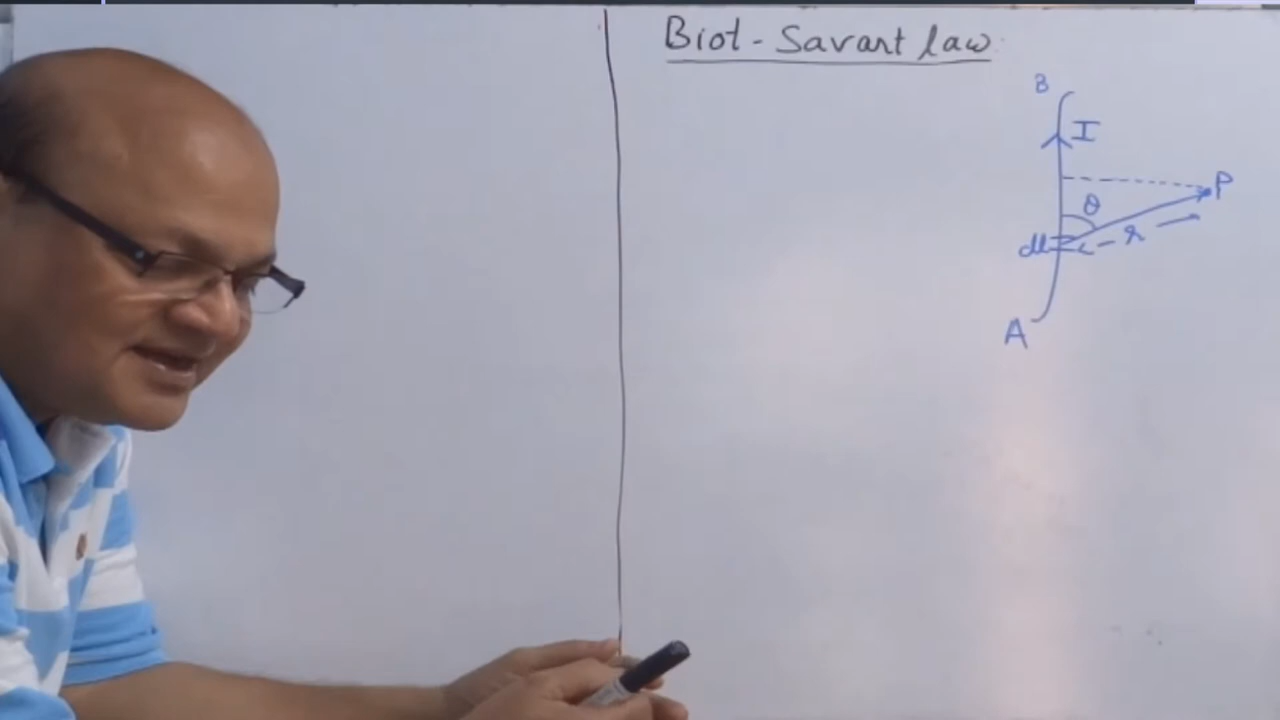 Biot - Savart law
B
I
P
θ
dl
r
A